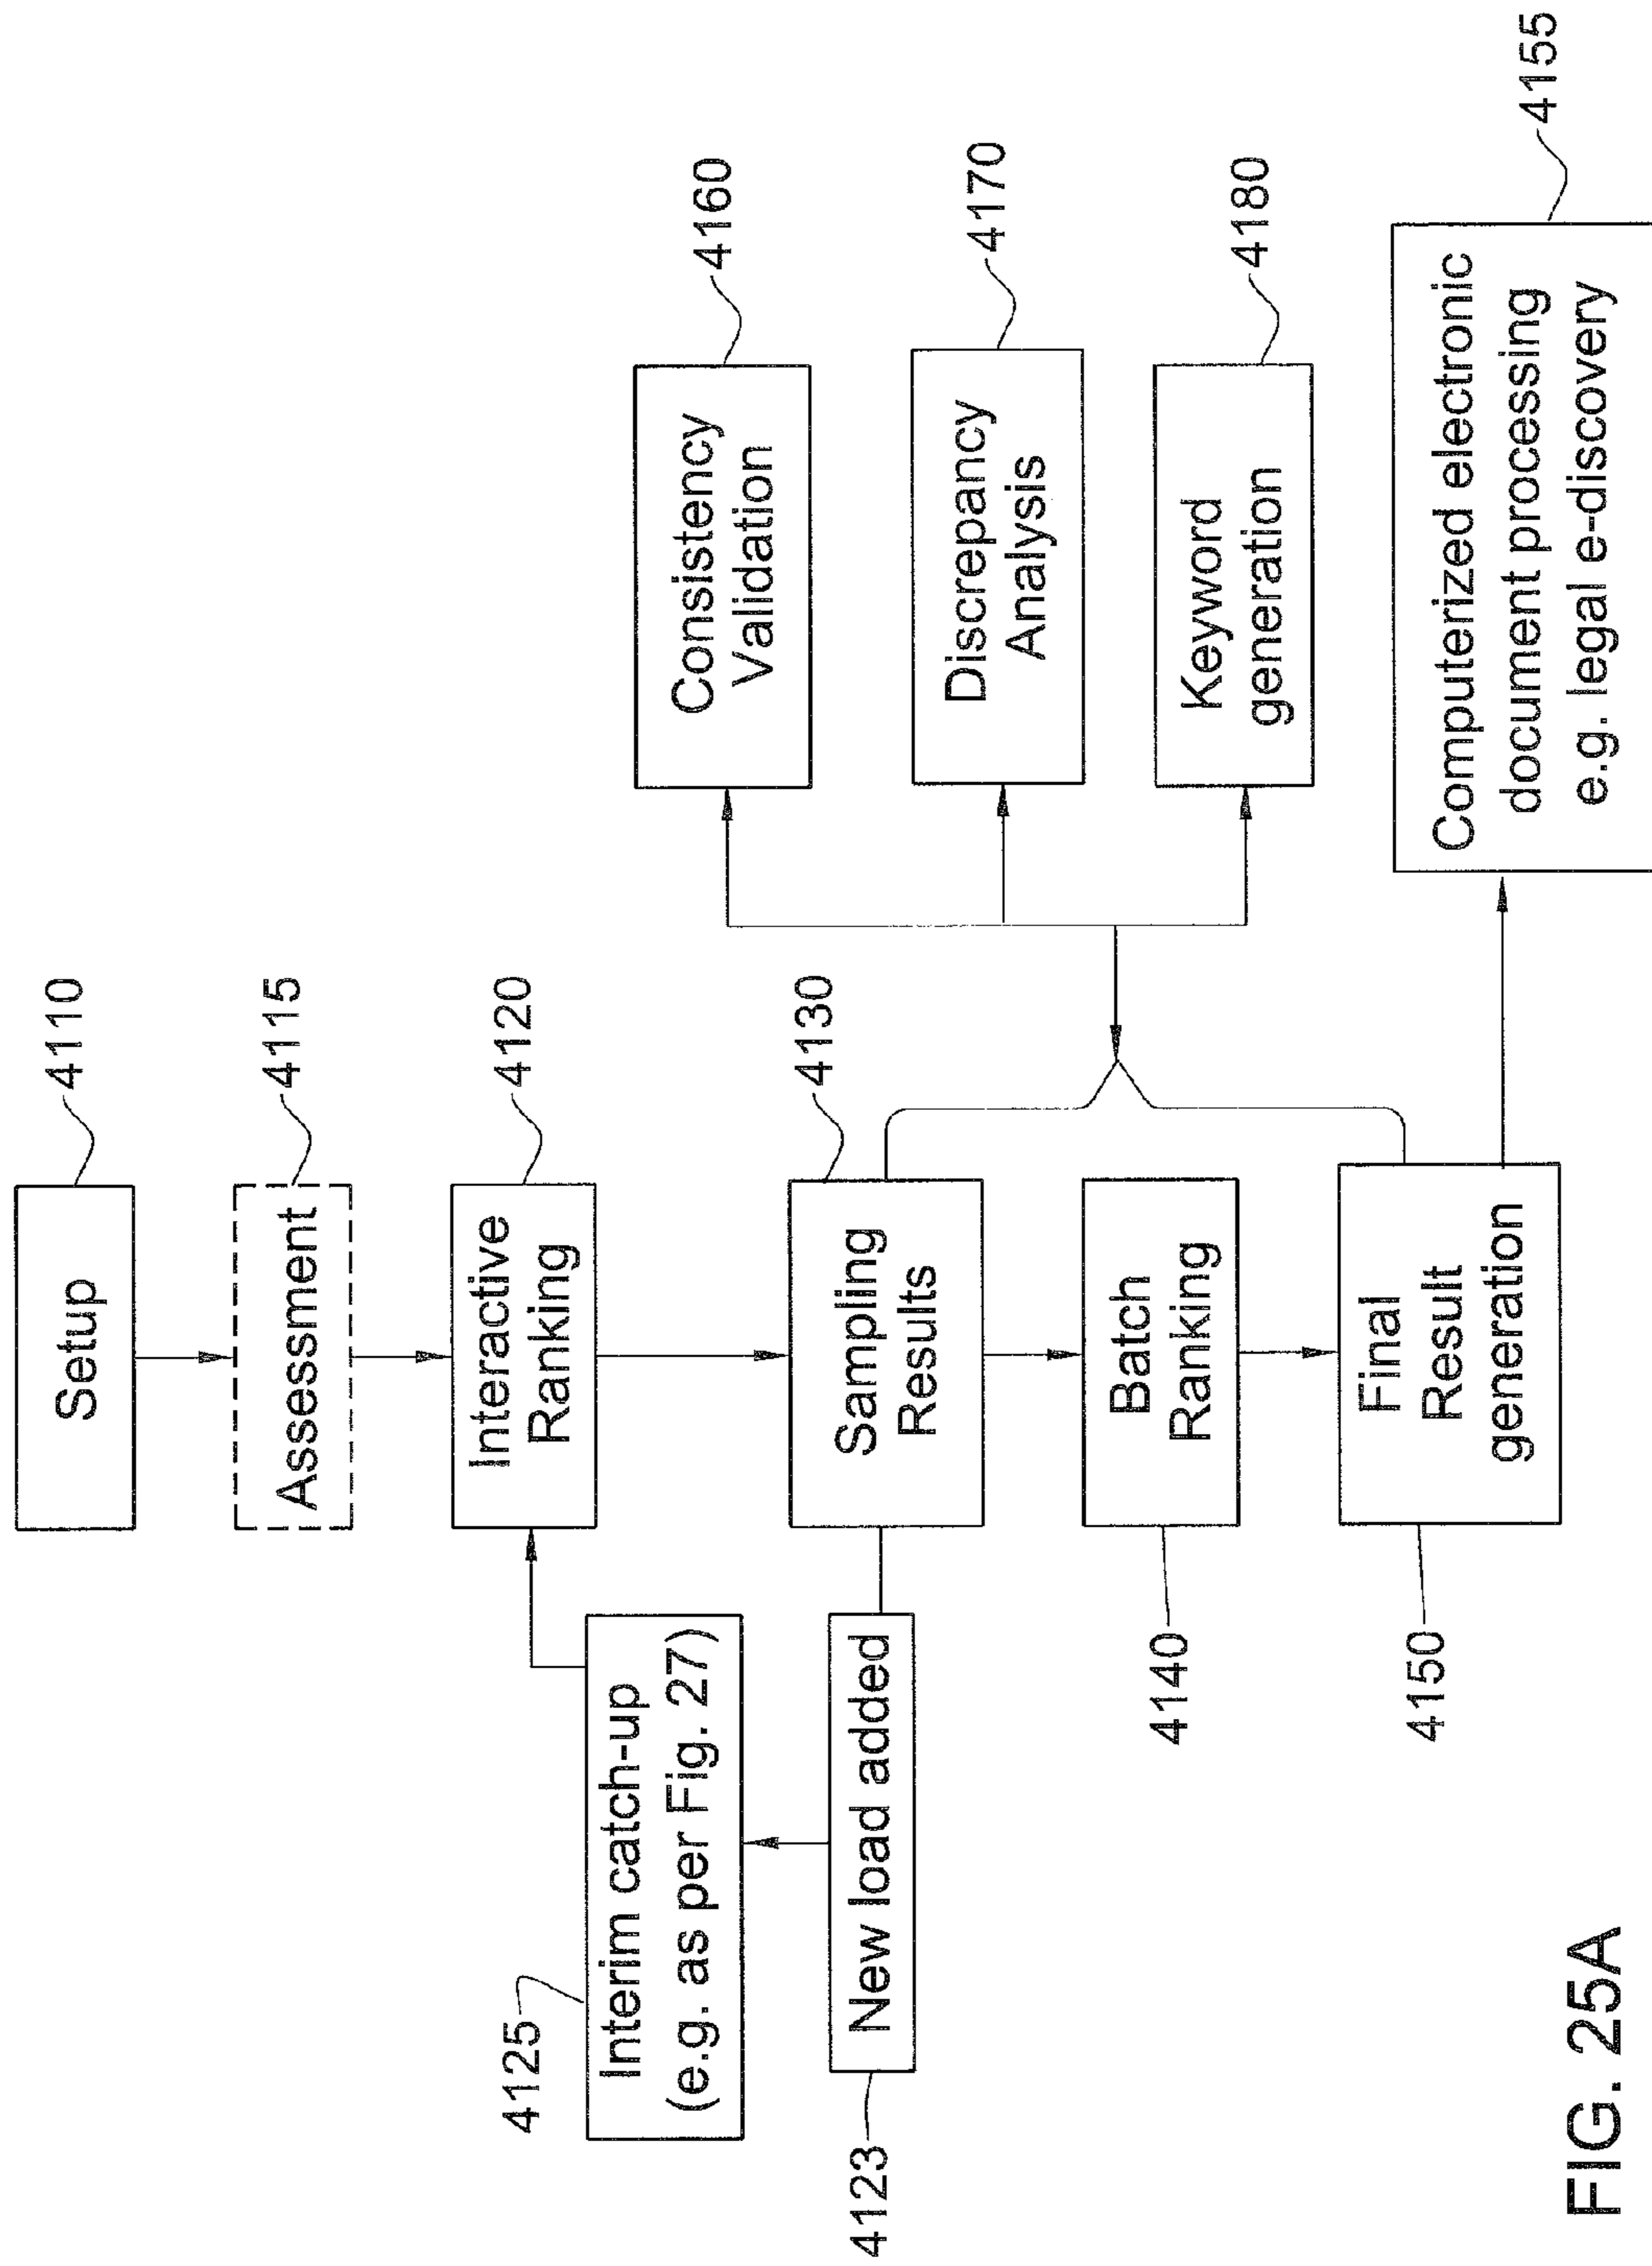 Setup
4110
Assessment
4115
Interactive
Ranking
4120
Interim catch-up
(e.g. as per Fig. 27)
4125
New load added
4123
Sampling
Results
4130
Batch
Ranking
4140
Final
Result
generation
4150
Consistency
Validation
4160
Discrepancy
Analysis
4170
Keyword
generation
4180
Computerized electronic
document processing
e.g. legal e-discovery
4155
FIG. 25A